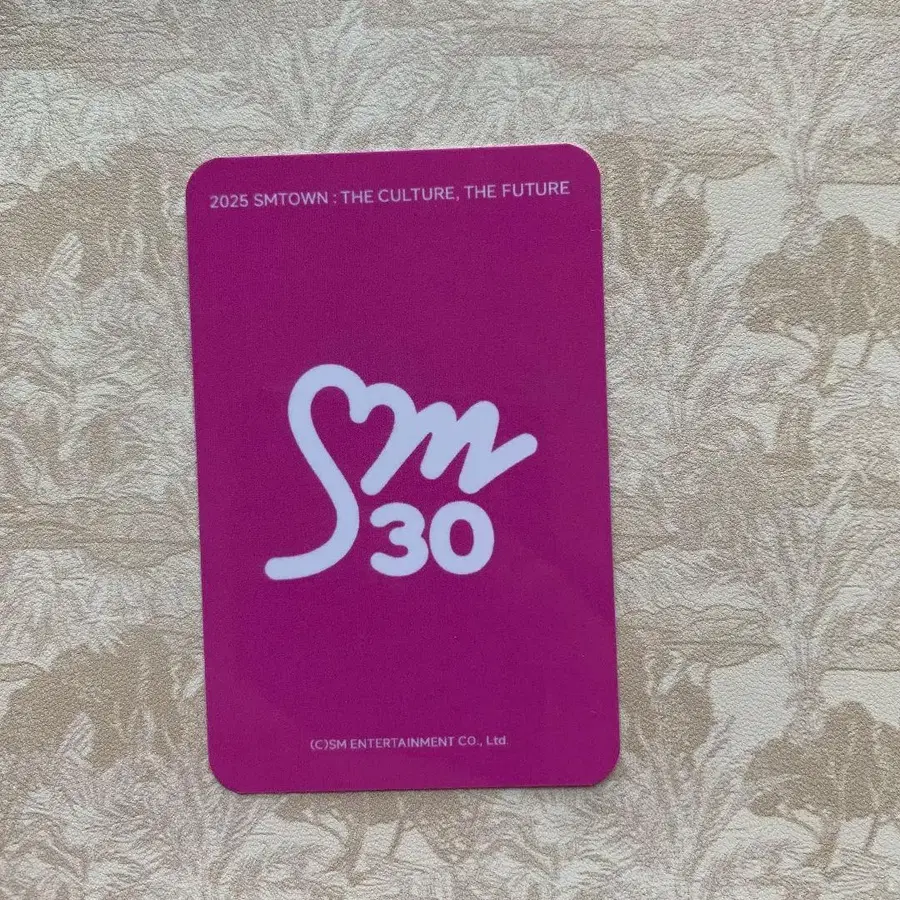 2025 SMTOWN : THE CULTURE, THE FUTURE
Sm
30
(C)SM ENTERTAINMENT CO., Ltd.